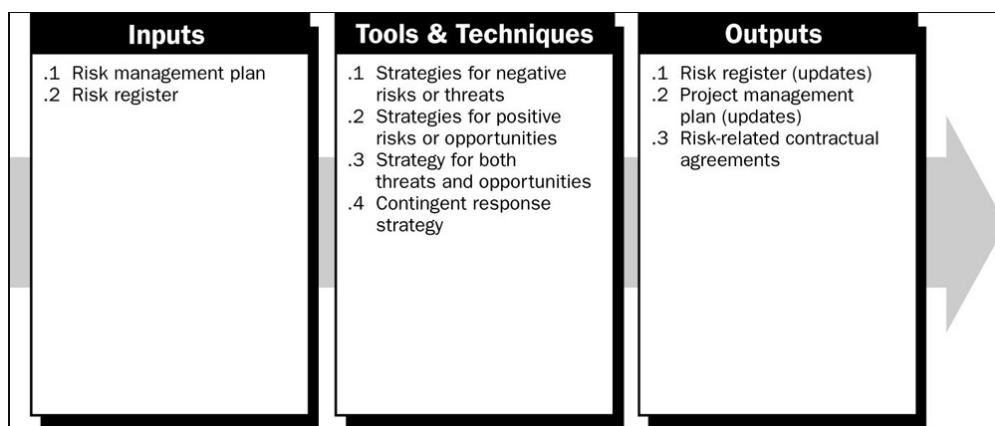 Inputs
.1 Risk management plan
.2 Risk register
Tools & Techniques
.1 Strategies for negative
risks or threats
.2 Strategies for positive
risks or opportunities
.3 Strategy for both
threats and opportunities
.4 Contingent response
strategy
Outputs
.1 Risk register (updates)
.2 Project management
plan (updates)
.3 Risk-related contractual
agreements